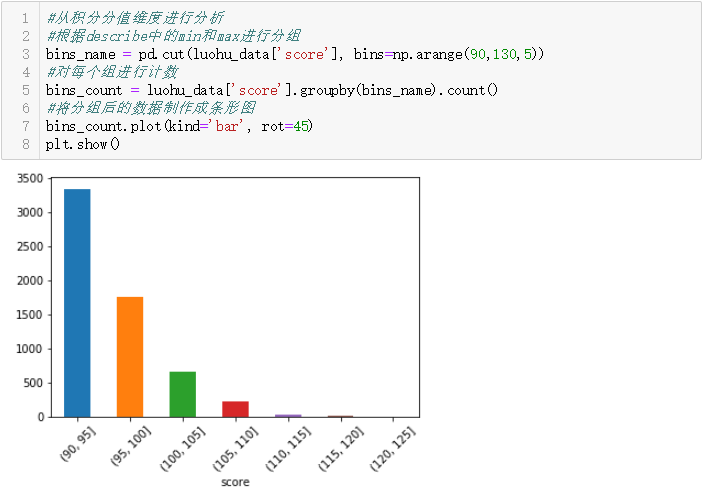 1 #从积分分值维度进行分析
2 #根据describe中的min和max进行分组
3 bins_name = pd.cut(luohu_data['score'], bins=np.arange(90,130,5))
4 #对每个组进行计数
5 bins_count = luohu_data['score'].groupby(bins_name).count()
6 #将分组后的数据制作成条形图
7 bins_count.plot(kind='bar', rot=45)
8 plt.show()
3500
3000
2500
2000
1500
1000
500
0
(90, 95]
(95, 100]
(100, 105]
(105, 110]
(110, 115]
(115, 120]
(120, 125]
score